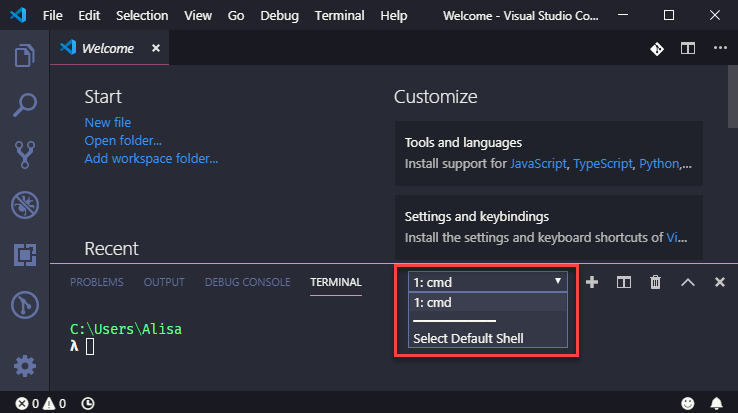 File Edit Selection View Go Debug Terminal Help Welcome - Visual Studio Co...
Welcome
Start
New file
Open folder...
Add workspace folder...
Recent
Customize
Tools and languages
Install support for JavaScript, TypeScript, Python,...
Settings and keybindings
Install the settings and keyboard shortcuts of Vi...
PROBLEMS OUTPUT DEBUG CONSOLE TERMINAL 1: cmd
1: cmd
Select Default Shell
C:\Users\Alisa
λ
0 0